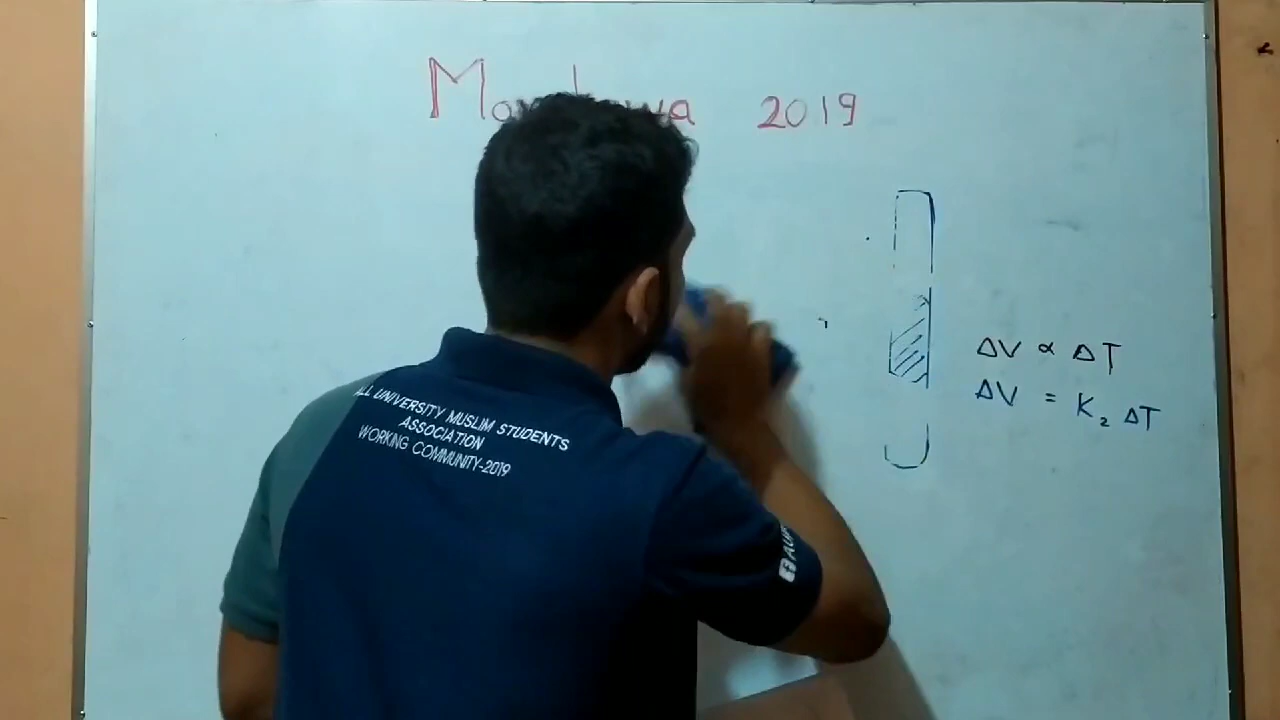 2019
ΔV ∝ ΔT
ΔV = K₂ ΔT
ALL UNIVERSITY MUSLIM STUDENTS
ASSOCIATION
WORKING COMMUNITY-2019